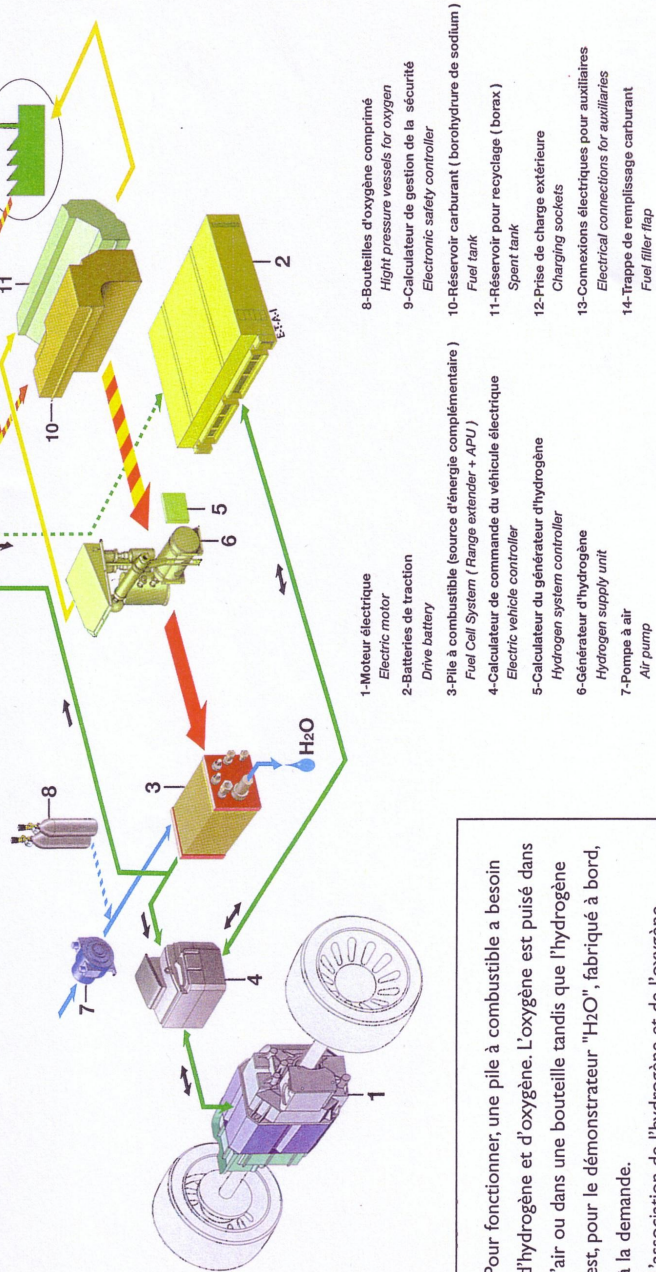 11
10
2
E.T.A.I
5
6
8
3
H2O
7
4
1
1-Moteur électrique
Electric motor
2-Batteries de traction
Drive battery
3-Pile à combustible (source d'énergie complémentaire)
Fuel Cell System ( Range extender + APU )
4-Calculateur de commande du véhicule électrique
Electric vehicle controller
5-Calculateur du générateur d'hydrogène
Hydrogen system controller
6-Générateur d'hydrogène
Hydrogen supply unit
7-Pompe à air
Air pump
8-Bouteilles d'oxygène comprimé
Hight pressure vessels for oxygen
9-Calculateur de gestion de la sécurité
Electronic safety controller
10-Réservoir carburant ( borohydrure de sodium )
Fuel tank
11-Réservoir pour recyclage ( borax )
Spent tank
12-Prise de charge extérieure
Charging sockets
13-Connexions électriques pour auxiliaires
Electrical connections for auxiliaries
14-Trappe de remplissage carburant
Fuel filler flap
Pour fonctionner, une pile à combustible a besoin
d'hydrogène et d'oxygène. L'oxygène est puisé dans
l'air ou dans une bouteille tandis que l'hydrogène
est, pour le démonstrateur "H2O", fabriqué à bord,
à la demande.
L'association de l'hydrogène et de l'oxygène